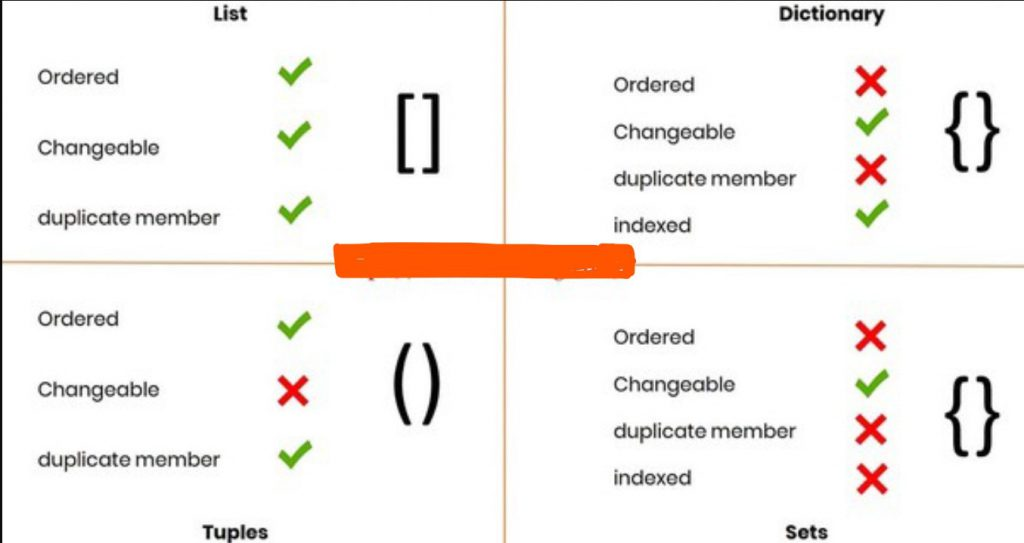 List
Ordered
Changeable
duplicate member
[]
Dictionary
Ordered
Changeable
duplicate member
indexed
{}
Ordered
Changeable
duplicate member
()
Tuples
Ordered
Changeable
duplicate member
indexed
{}
Sets